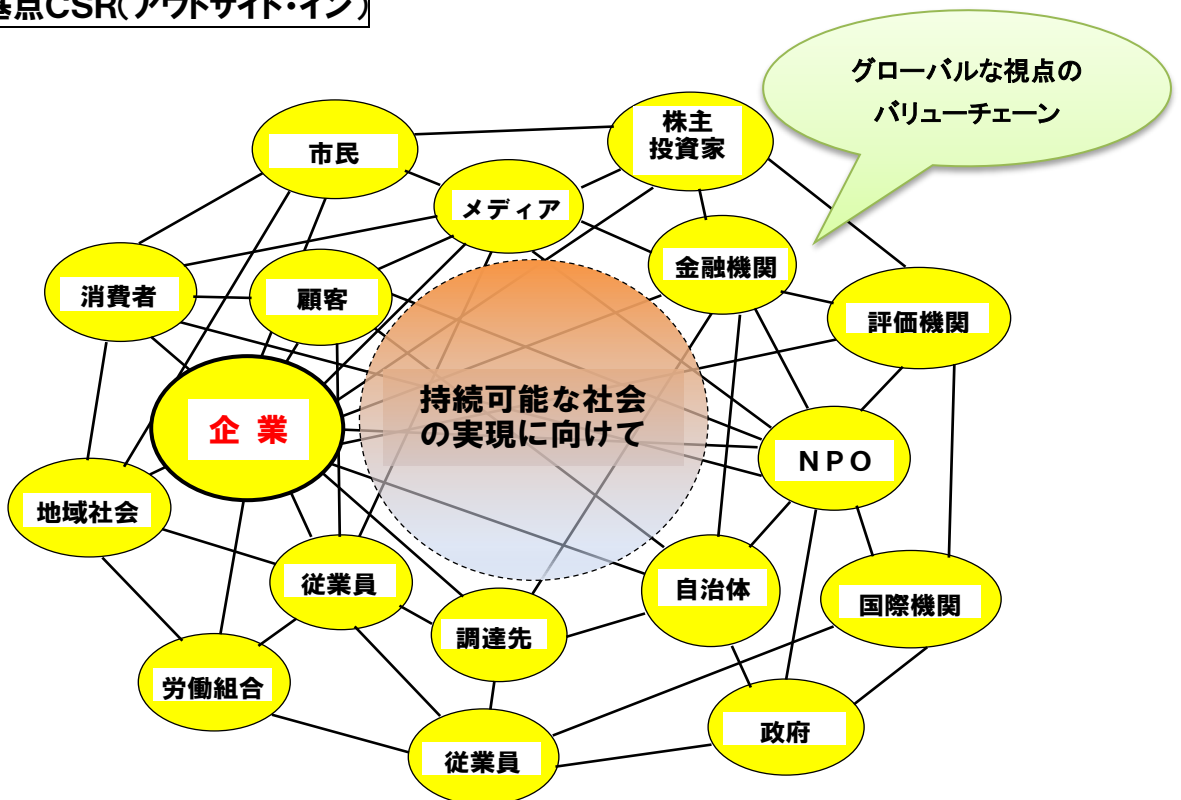 基点CSR(アウトサイド・イン)
グローバルな視点の
バリューチェーン
株主
投資家
市民
メディア
金融機関
消費者
顧客
評価機関
持続可能な社会
の実現に向けて
企 業
NPO
地域社会
従業員
自治体
国際機関
調達先
労働組合
政府
従業員